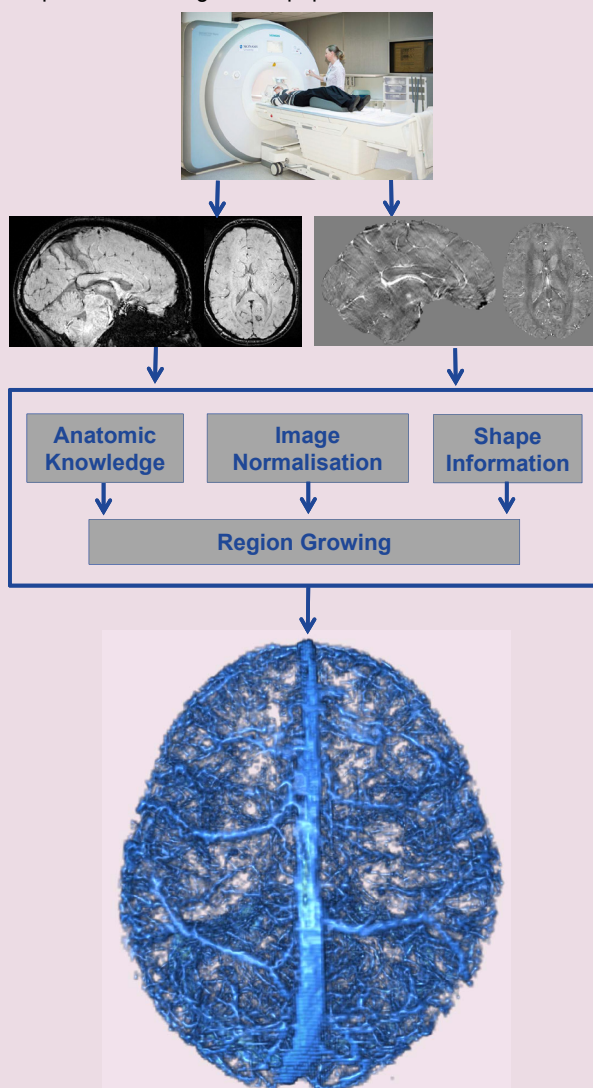 Anatomic
Knowledge
Image
Normalisation
Shape
Information
Region Growing